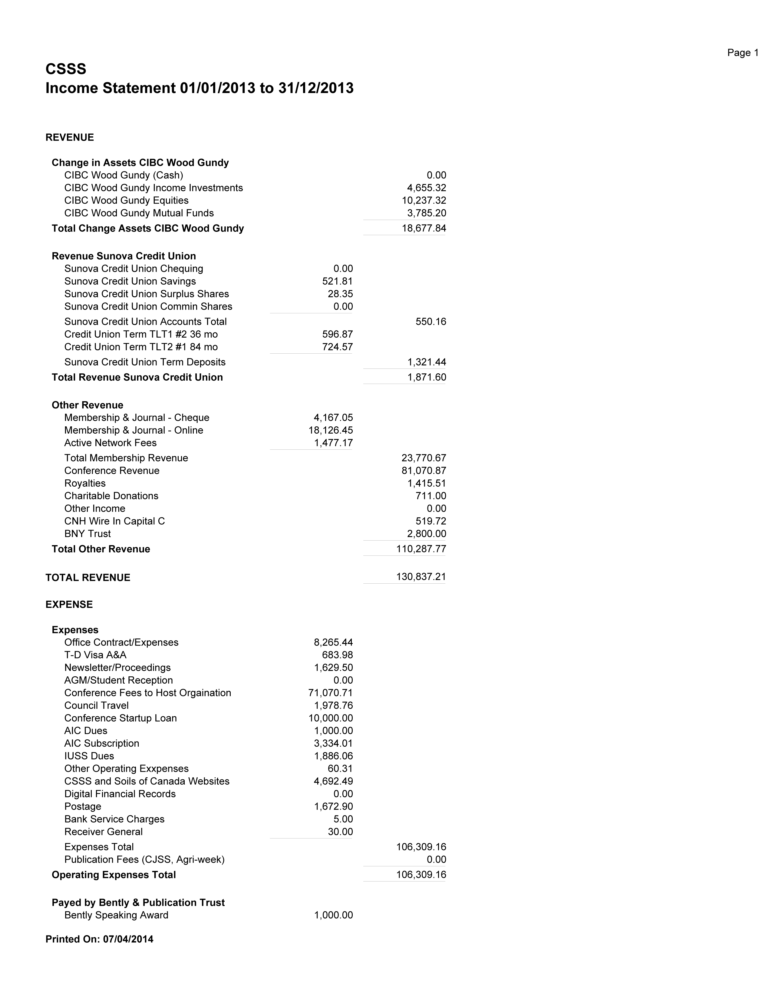 Page 1
CSSS
Income Statement 01/01/2013 to 31/12/2013
REVENUE
Change in Assets CIBC Wood Gundy
CIBC Wood Gundy (Cash) 0.00
CIBC Wood Gundy Income Investments 4,655.32
CIBC Wood Gundy Equities 10,237.32
CIBC Wood Gundy Mutual Funds 3,785.20
Total Change Assets CIBC Wood Gundy 18,677.84
Revenue Sunova Credit Union
Sunova Credit Union Chequing 0.00
Sunova Credit Union Savings 521.81
Sunova Credit Union Surplus Shares 28.35
Sunova Credit Union Commin Shares 0.00
Sunova Credit Union Accounts Total 550.16
Credit Union Term TLT1 #2 36 mo 596.87
Credit Union Term TLT2 #1 84 mo 724.57
Sunova Credit Union Term Deposits 1,321.44
Total Revenue Sunova Credit Union 1,871.60
Other Revenue
Membership & Journal - Cheque 4,167.05
Membership & Journal - Online 18,126.45
Active Network Fees 1,477.17
Total Membership Revenue 23,770.67
Conference Revenue 81,070.87
Royalties 1,415.51
Charitable Donations 711.00
Other Income 0.00
CNH Wire In Capital C 519.72
BNY Trust 2,800.00
Total Other Revenue 110,287.77
TOTAL REVENUE 130,837.21
EXPENSE
Expenses
Office Contract/Expenses 8,265.44
T-D Visa A&A 683.98
Newsletter/Proceedings 1,629.50
AGM/Student Reception 0.00
Conference Fees to Host Orgaination 71,070.71
Council Travel 1,978.76
Conference Startup Loan 10,000.00
AIC Dues 1,000.00
AIC Subscription 3,334.01
IUSS Dues 1,886.06
Other Operating Exxpenses 60.31
CSSS and Soils of Canada Websites 4,692.49
Digital Financial Records 0.00
Postage 1,672.90
Bank Service Charges 5.00
Receiver General 30.00
Expenses Total 106,309.16
Publication Fees (CJSS, Agri-week) 0.00
Operating Expenses Total 106,309.16
Payed by Bently & Publication Trust
Bently Speaking Award 1,000.00
Printed On: 07/04/2014